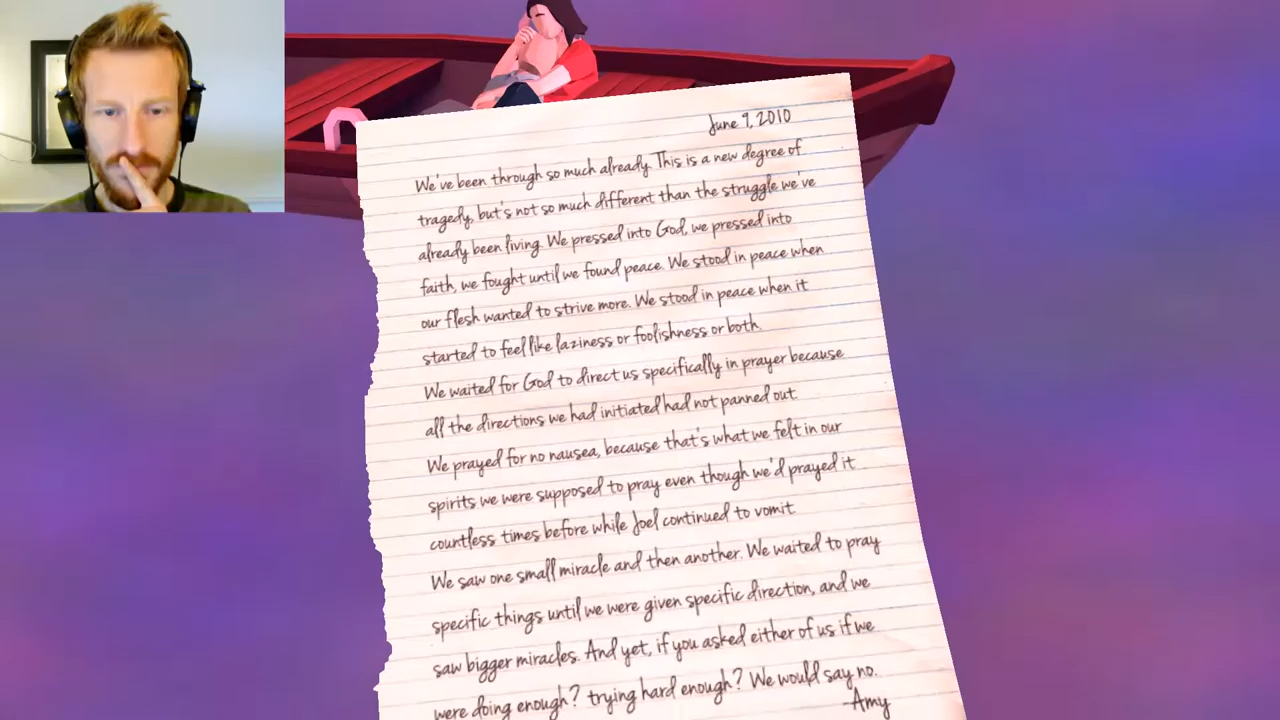 June 7, 2010
We've been through so much already. This is a new degree of
tragedy, but's not so much different than the struggle we've
already been living. We pressed into God, we pressed into
faith, we fought until we found peace. We stood in peace when
our flesh wanted to strive more. We stood in peace when it
started to feel like laziness or foolishness or both.
We waited for God to direct us specifically in prayer because
all the directions we had initiated had not panned out.
We prayed for no nausea, because that's what we felt in our
spirits we were supposed to pray even though we'd prayed it
countless times before while Joel continued to vomit.
We saw one small miracle and then another. We waited to pray
specific things until we were given specific direction, and we
saw bigger miracles. And yet, if you asked either of us if we
were doing enough? trying hard enough? We would say no.
-Amy